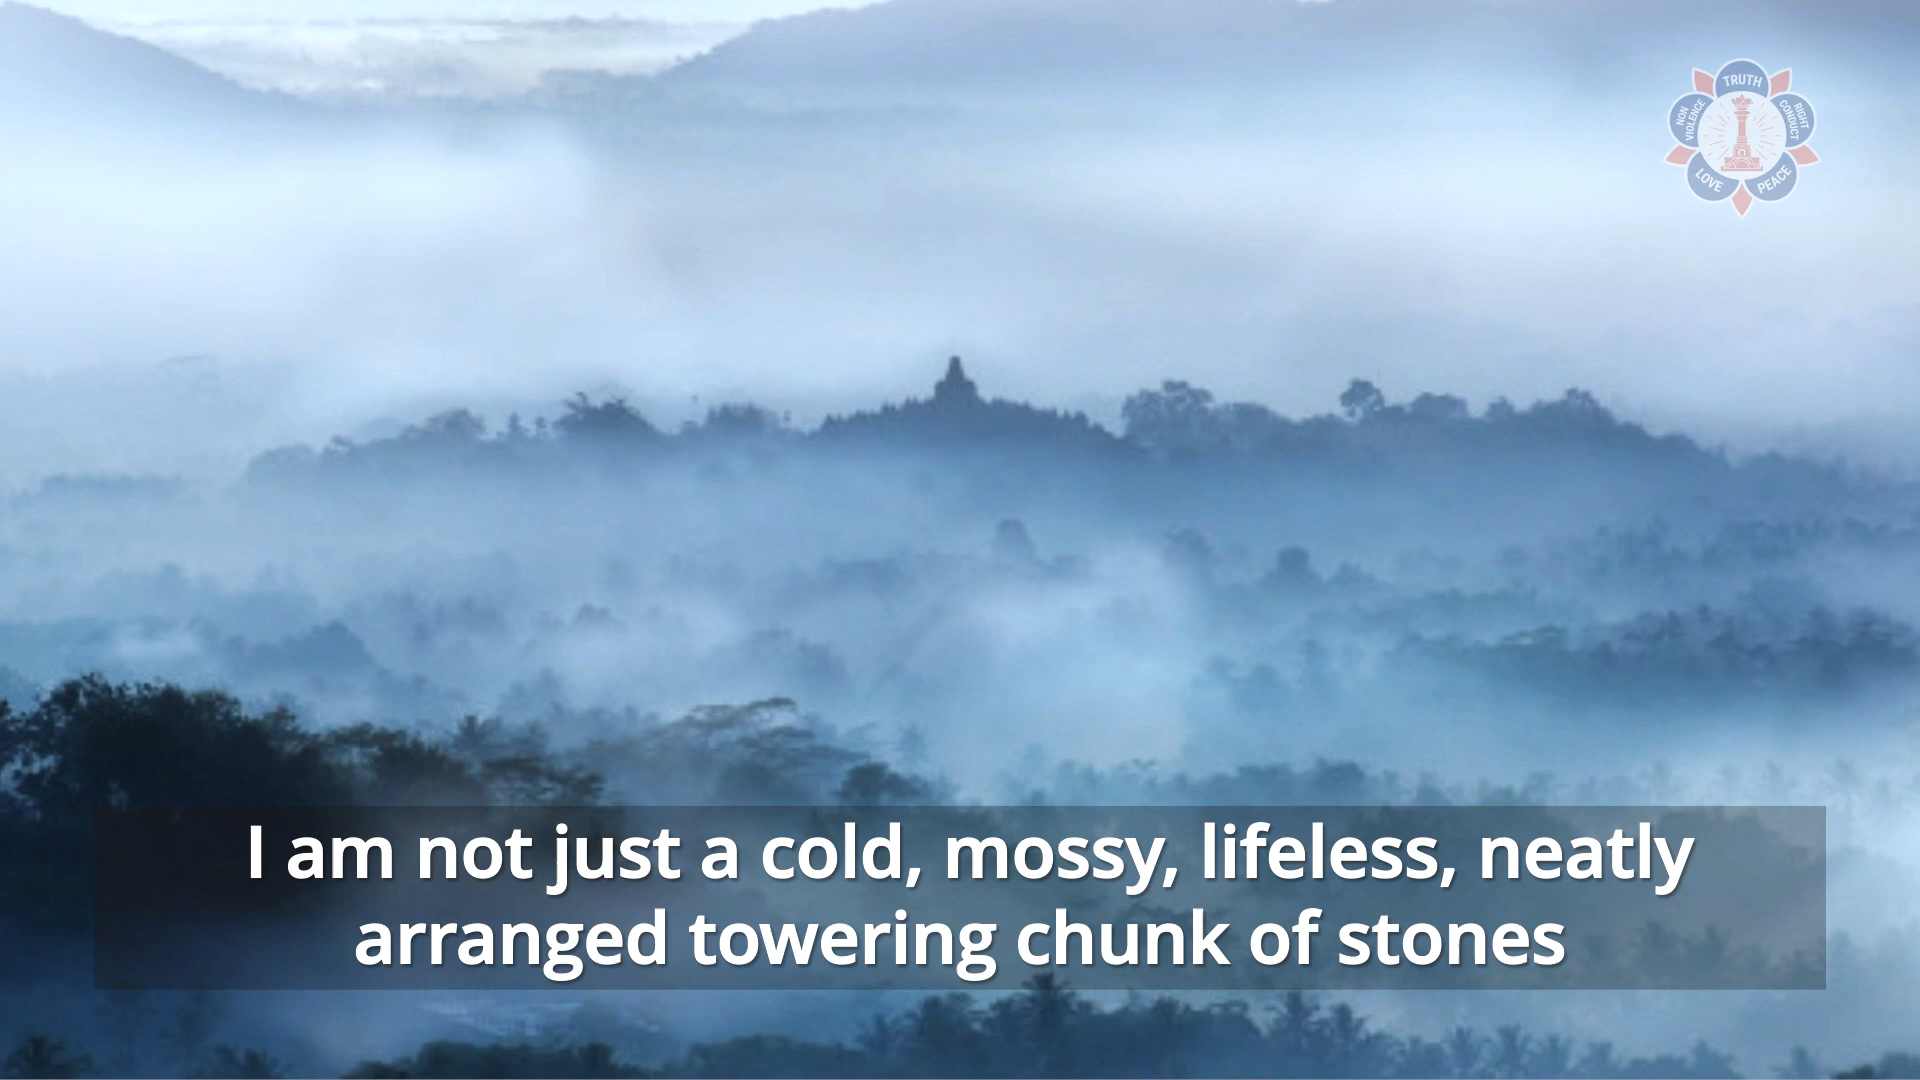 TRUTH
NON
VIOLENCE
RIGHT
CONDUCT
LOVE
PEACE
I am not just a cold, mossy, lifeless, neatly
arranged towering chunk of stones